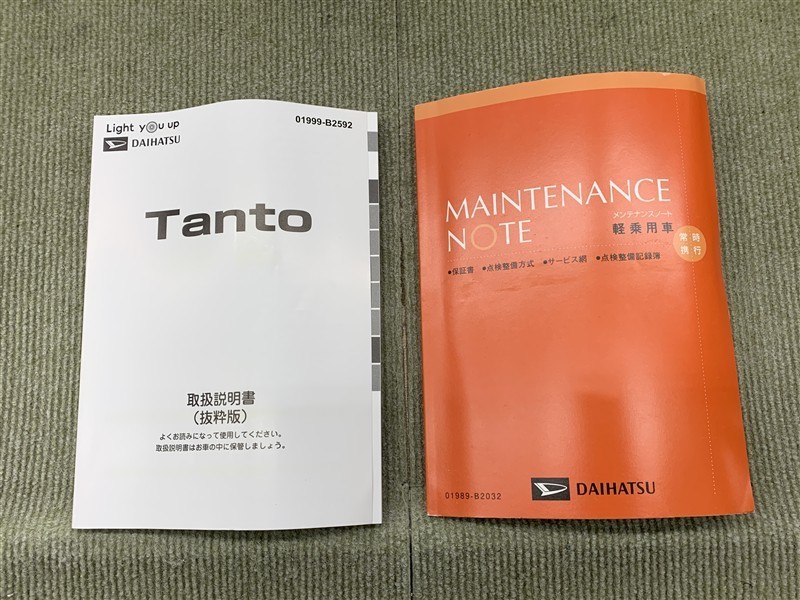 Light you up
DAIHATSU
01999-B2592
Tanto
取扱説明書
(抜粋版)
よくお読みになって使用してください。
取扱説明書はお車の中に保管しましょう。
MAINTENANCE
NOTE
メンテナンスノート
軽乗用車
常時
携行
●保証書 ●点検整備方式 ●サービス網 ●点検整備記録簿
01989-B2032
DAIHATSU